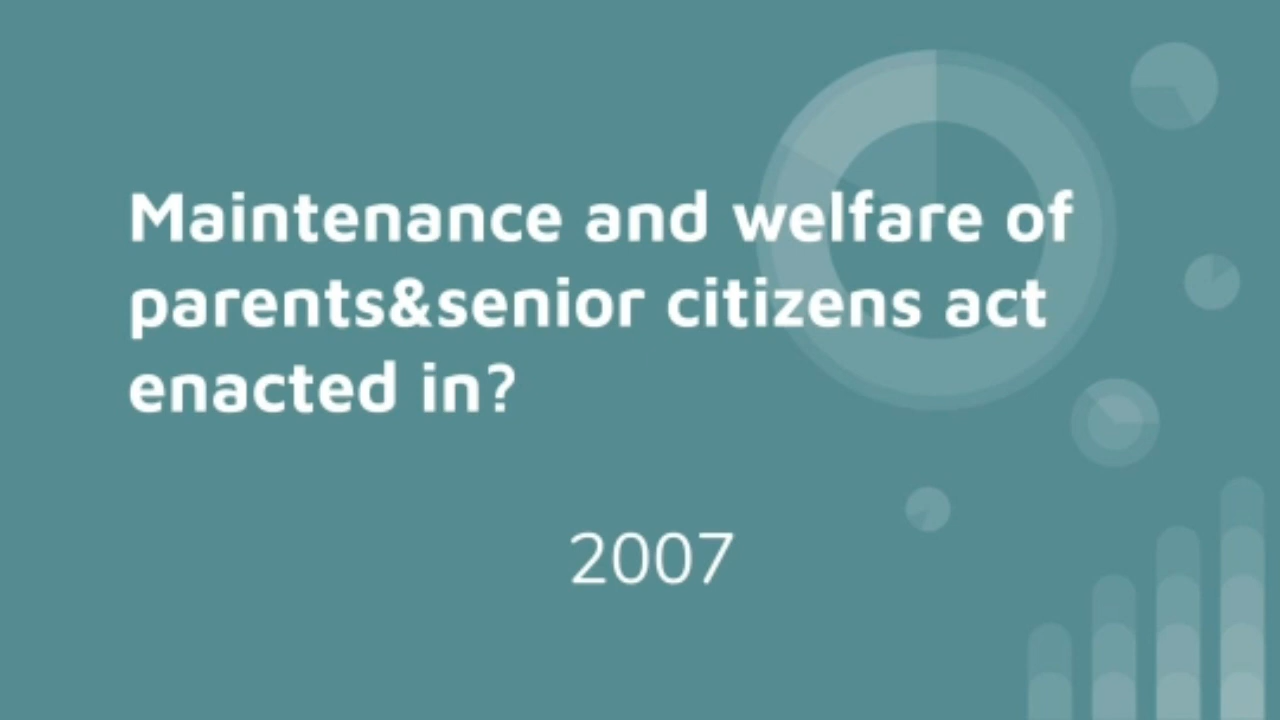 Maintenance and welfare of
parents&senior citizens act
enacted in?
2007